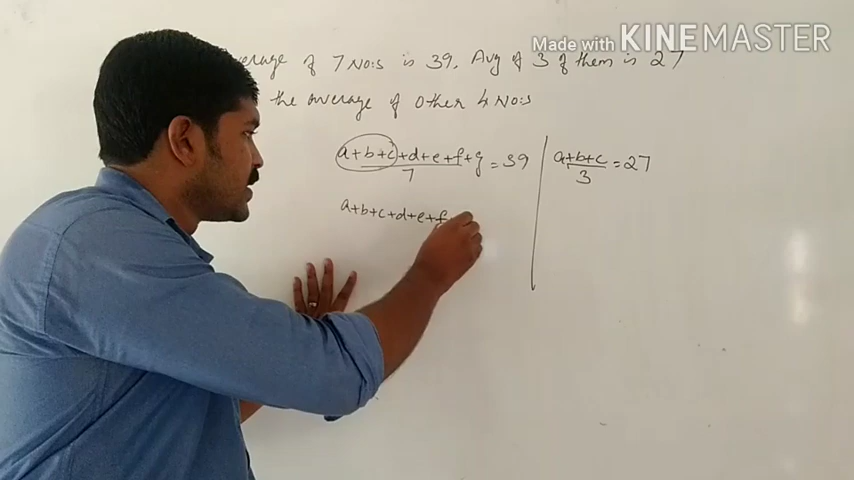 Made with KINEMASTER
erage of 7 NO:S is 39, Avg of 3 of them is 27
the average of other 4 NO:S
a+b+c+d+e+f+g = 39
7
a+b+c = 27
3
a+b+c+d+e+f